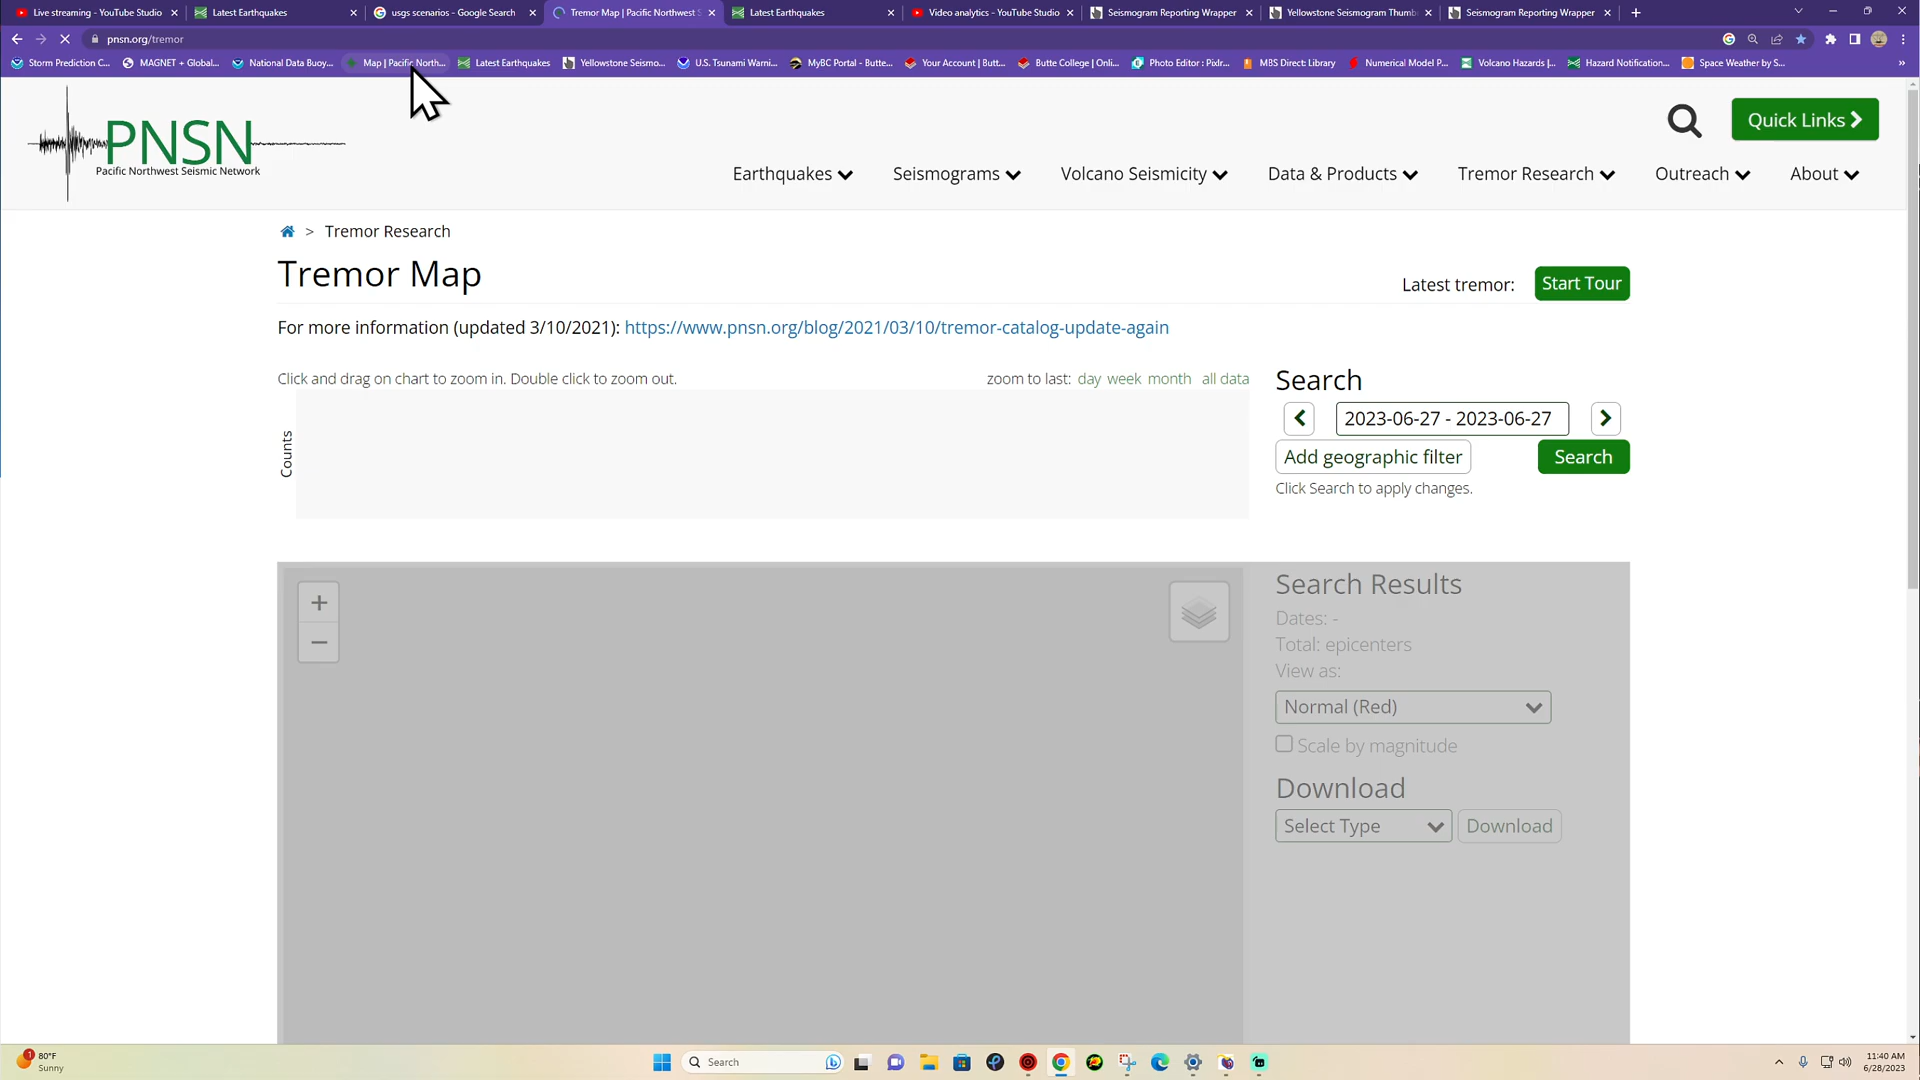 Live streaming - YouTube Studio
Latest Earthquakes
usgs scenarios - Google Search
Tremor Map | Pacific Northwest S
Latest Earthquakes
Video analytics - YouTube Studio
Seismogram Reporting Wrapper
Yellowstone Seismogram Thumb
Seismogram Reporting Wrapper
pnsn.org/tremor
Storm Prediction C...
MAGNET + Global...
National Data Buoy...
Map | Pacific North...
Latest Earthquakes
Yellowstone Seismo...
U.S. Tsunami Warni...
MyBC Portal - Butte...
Your Account | Butt...
Butte College | Onli...
Photo Editor : Pixlr...
MBS Direct Library
Numerical Model P...
Volcano Hazards |...
Hazard Notification...
Space Weather by S...
PNSN
Pacific Northwest Seismic Network
Quick Links
Earthquakes
Seismograms
Volcano Seismicity
Data & Products
Tremor Research
Outreach
About
> Tremor Research
Tremor Map
Latest tremor:
Start Tour
For more information (updated 3/10/2021): https://www.pnsn.org/blog/2021/03/10/tremor-catalog-update-again
Click and drag on chart to zoom in. Double click to zoom out.
zoom to last: day week month all data
Counts
Search
2023-06-27 - 2023-06-27
Add geographic filter
Search
Click Search to apply changes.
+
−
Search Results
Dates: -
Total: epicenters
View as:
Normal (Red)
Scale by magnitude
Download
Select Type
Download
1
80°F
Sunny
Search
11:40 AM
6/28/2023